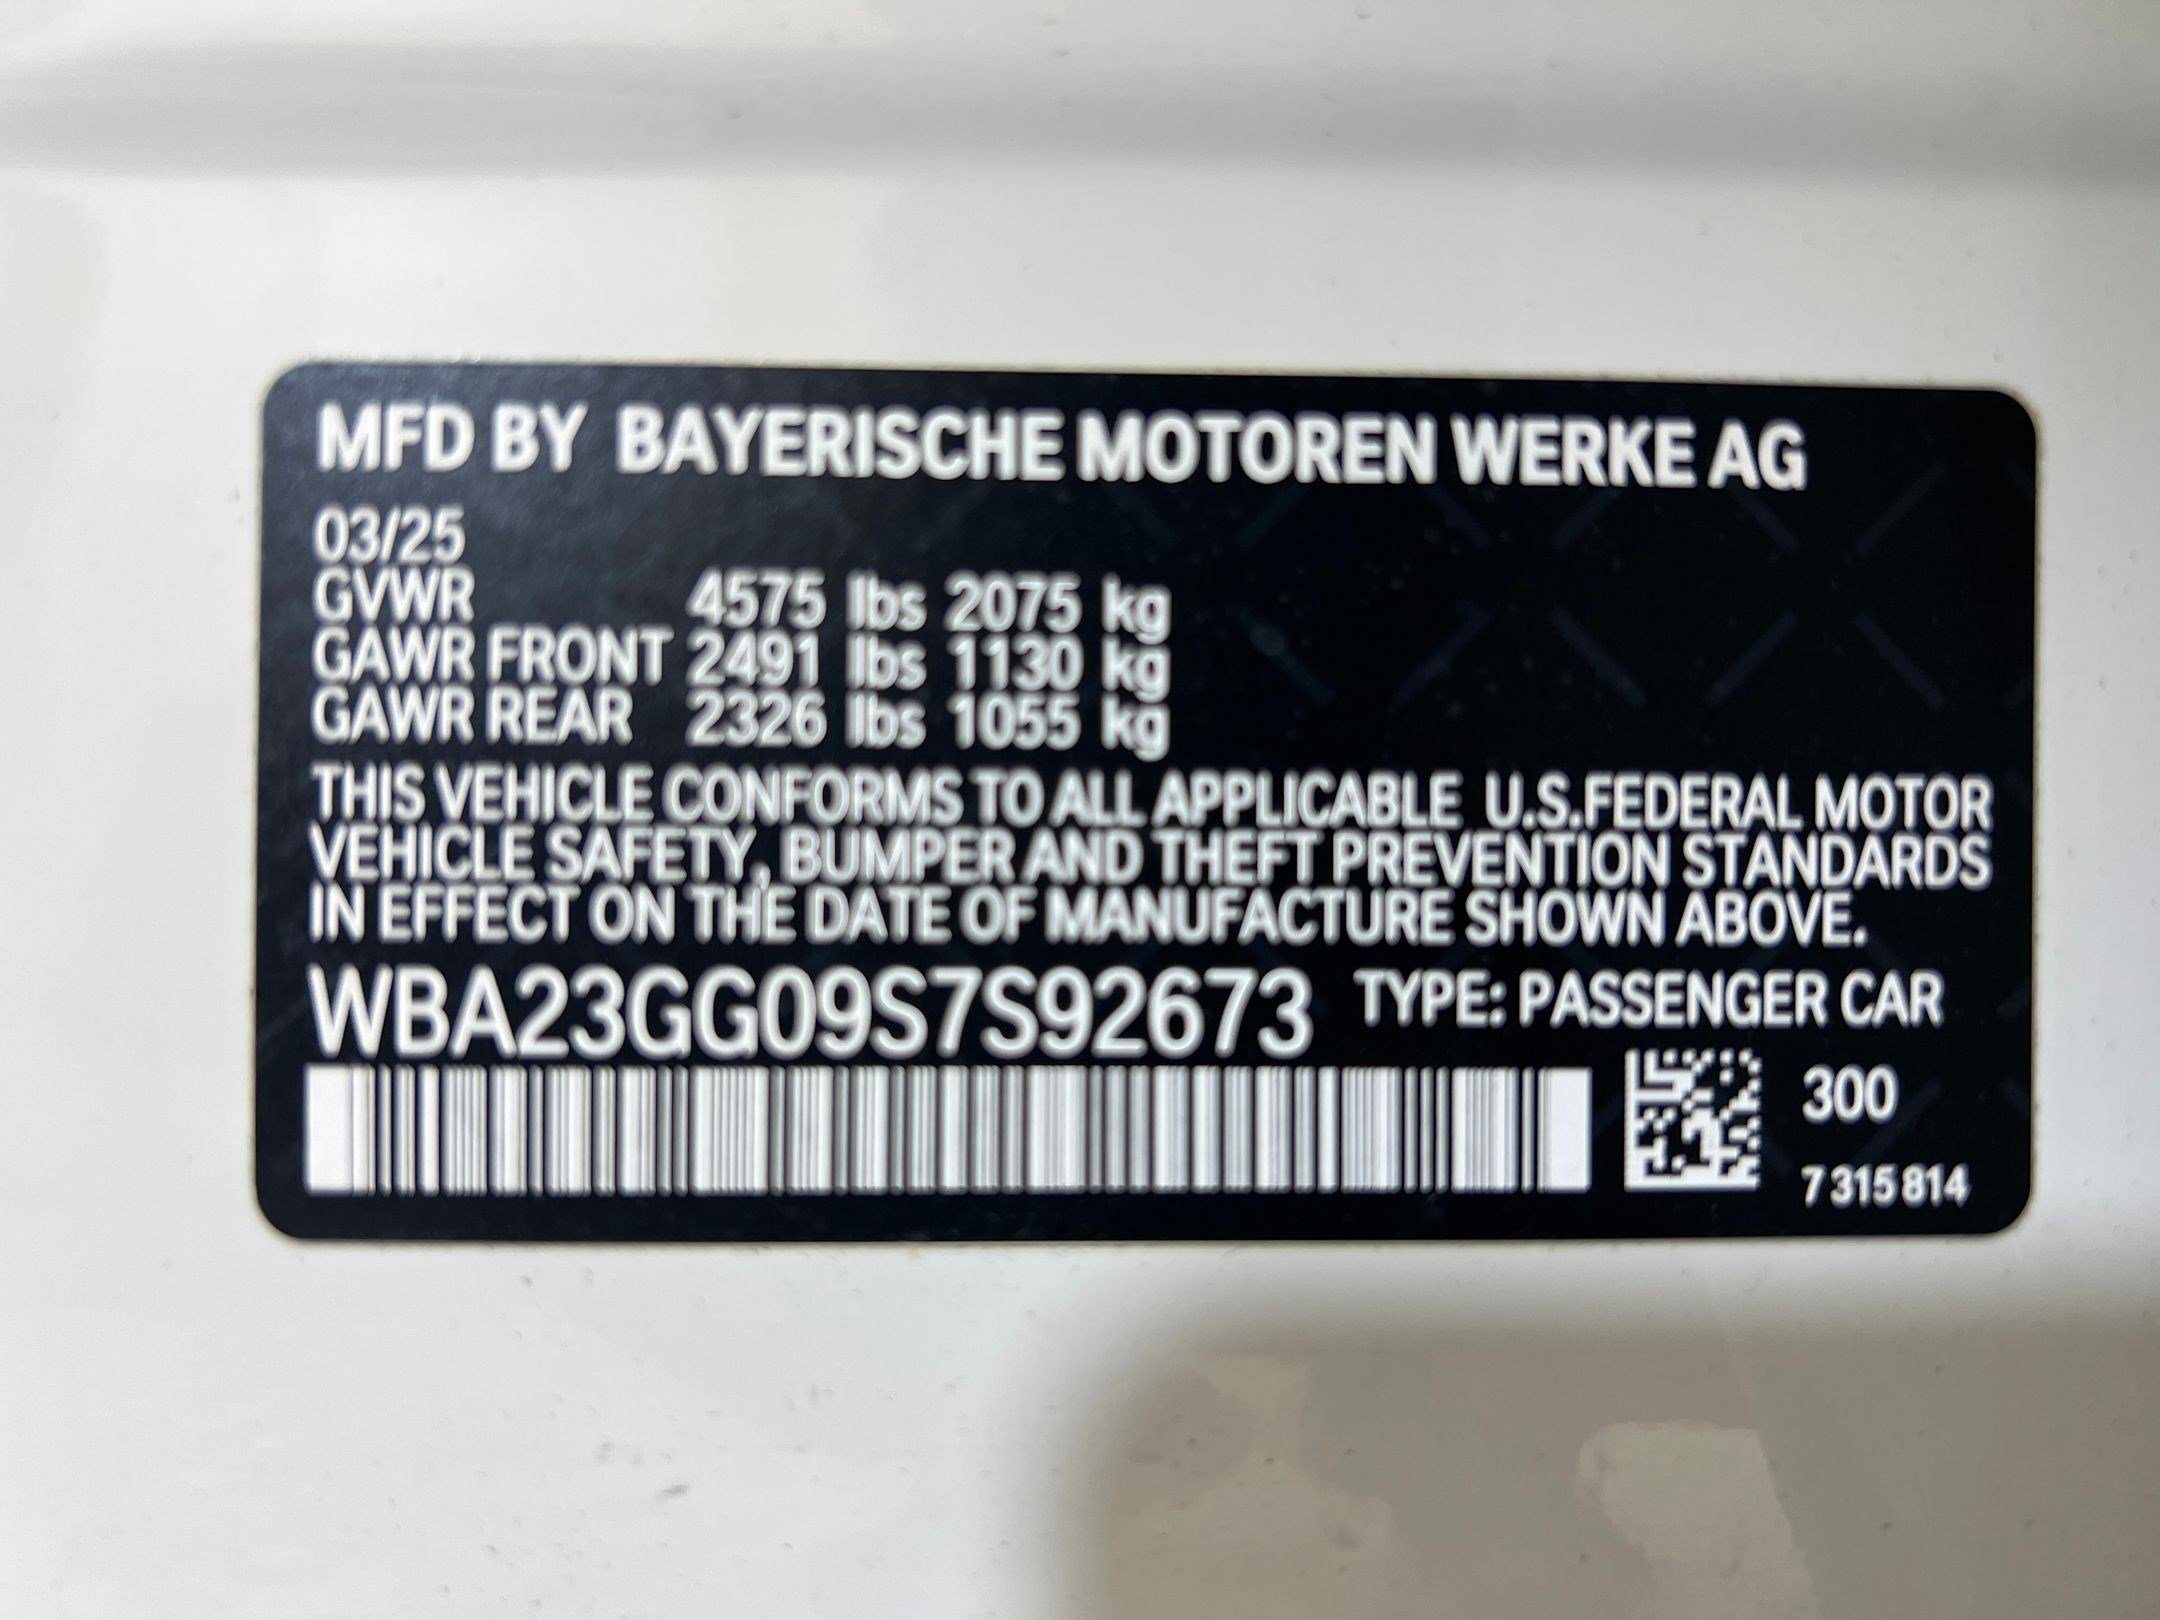 MFD BY BAYERISCHE MOTOREN WERKE AG
03/25
GVWR 4575 lbs 2075 kg
GAWR FRONT 2491 lbs 1130 kg
GAWR REAR 2326 lbs 1055 kg
THIS VEHICLE CONFORMS TO ALL APPLICABLE U.S.FEDERAL MOTOR
VEHICLE SAFETY, BUMPER AND THEFT PREVENTION STANDARDS
IN EFFECT ON THE DATE OF MANUFACTURE SHOWN ABOVE.
WBA23GG09S7S92673 TYPE: PASSENGER CAR
300
7 315 814